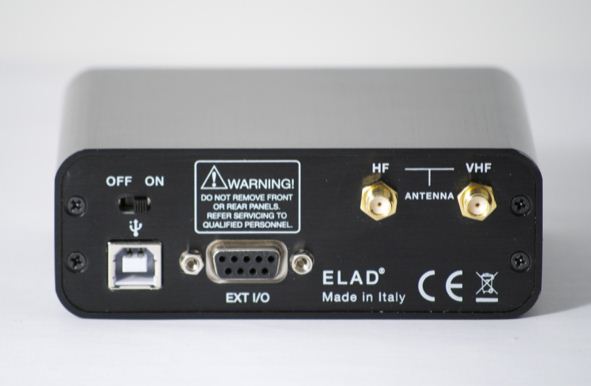 OFF ON
WARNING!
DO NOT REMOVE FRONT
OR REAR PANELS.
REFER SERVICING TO
QUALIFIED PERSONNEL.
HF VHF
ANTENNA
EXT I/O
ELAD®
Made in Italy
CE